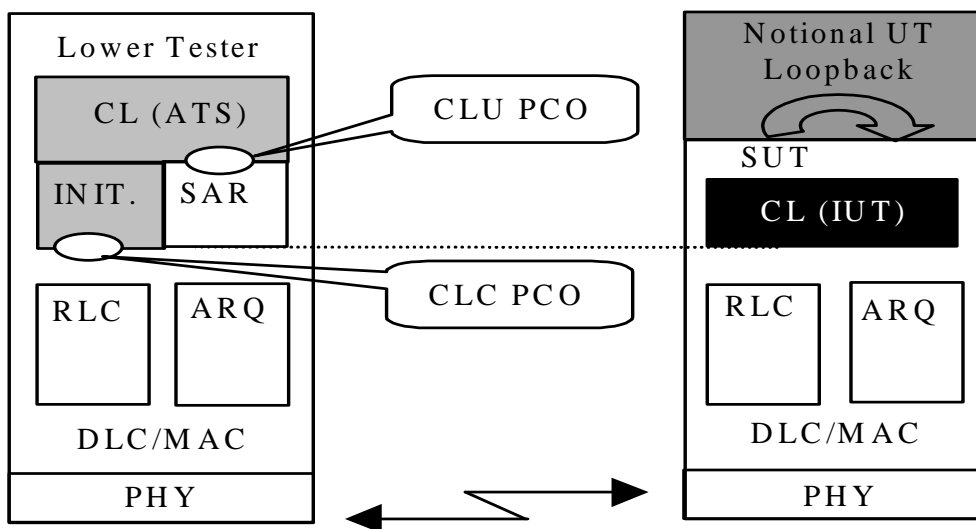 Lower Tester
CL (ATS)
CLU PCO
INIT.
SAR
CLC PCO
RLC
ARQ
DLC/MAC
PHY
Notional UT
Loopback
SUT
CL (IUT)
RLC
ARQ
DLC/MAC
PHY